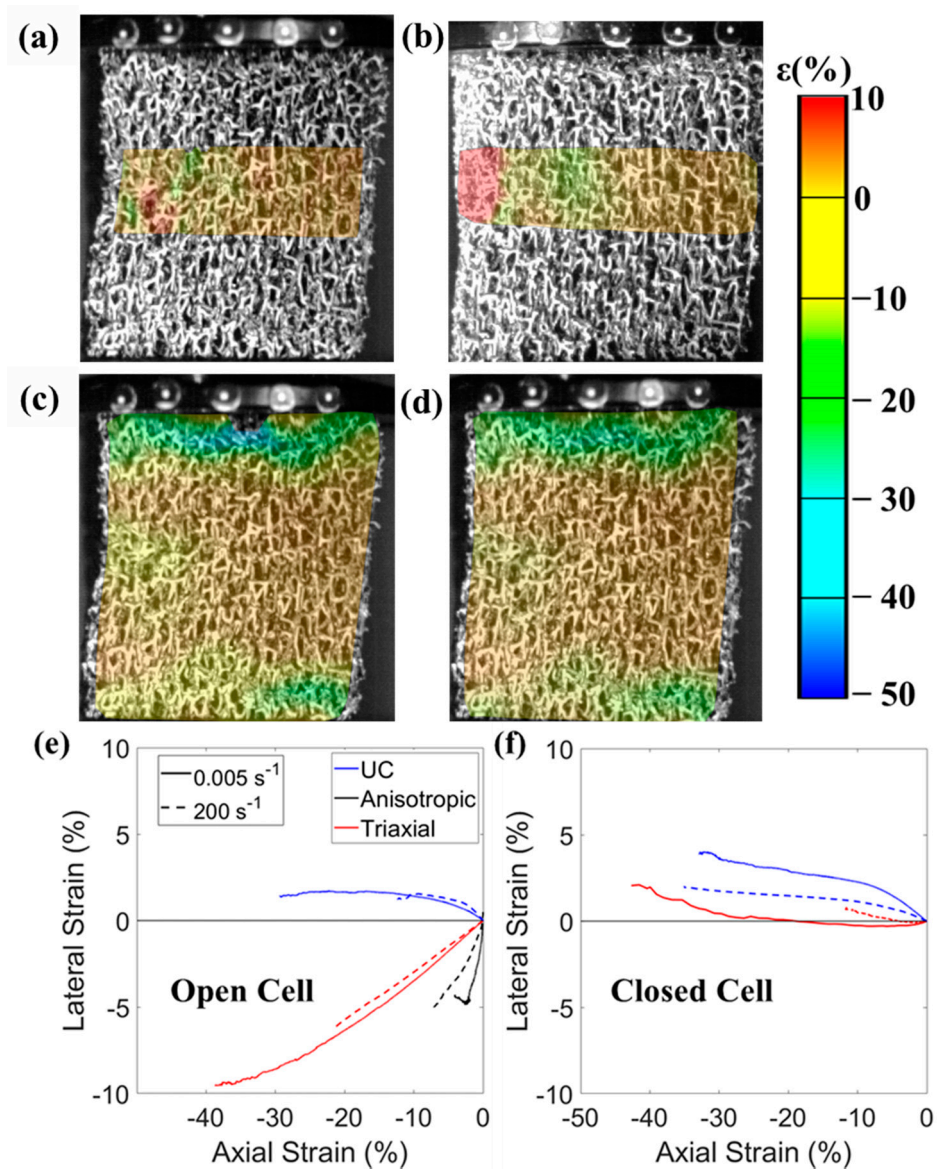 (a)
(b)
ε(%)
10
0
−10
−20
−30
−40
−50
(c)
(d)
(e)
(f)
10
5
0
-5
-10
-40
-30
-20
-10
0
0.005 s⁻¹
200 s⁻¹
UC
Anisotropic
Triaxial
Open Cell
Lateral Strain (%)
Axial Strain (%)
10
5
0
-5
-10
-50
-40
-30
-20
-10
0
Closed Cell
Lateral Strain (%)
Axial Strain (%)